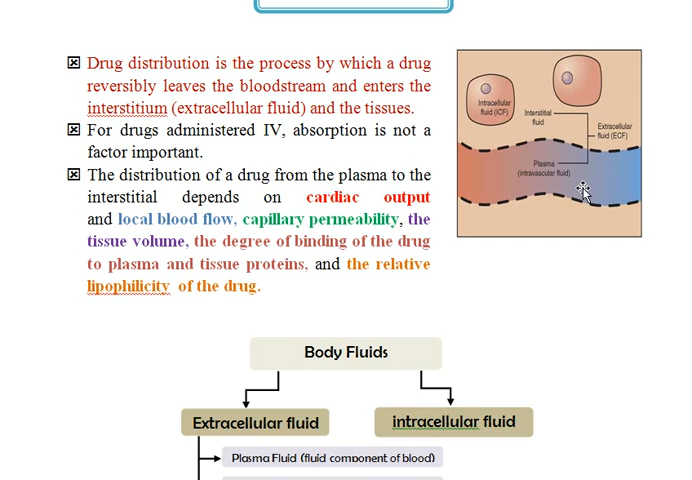 Drug distribution is the process by which a drug
reversibly leaves the bloodstream and enters the
interstitium (extracellular fluid) and the tissues.
For drugs administered IV, absorption is not a
factor important.
The distribution of a drug from the plasma to the
interstitial depends on cardiac output
and local blood flow, capillary permeability, the
tissue volume, the degree of binding of the drug
to plasma and tissue proteins, and the relative
lipophilicity of the drug.
Intracellular
fluid (ICF)
Interstitial
fluid
Extracellular
fluid (ECF)
Plasma
(intravascular fluid)
Body Fluids
Extracellular fluid
intracellular fluid
Plasma Fluid (fluid component of blood)